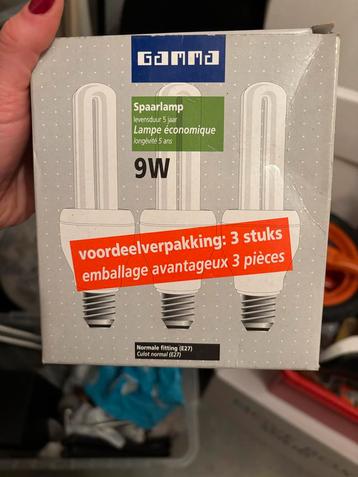 GAMMA
Spaarlamp
levensduur 5 jaar
Lampe économique
longévité 5 ans
9W
voordeelverpakking: 3 stuks
emballage avantageux 3 pièces
Normale fitting (E27)
Culot normal (E27)